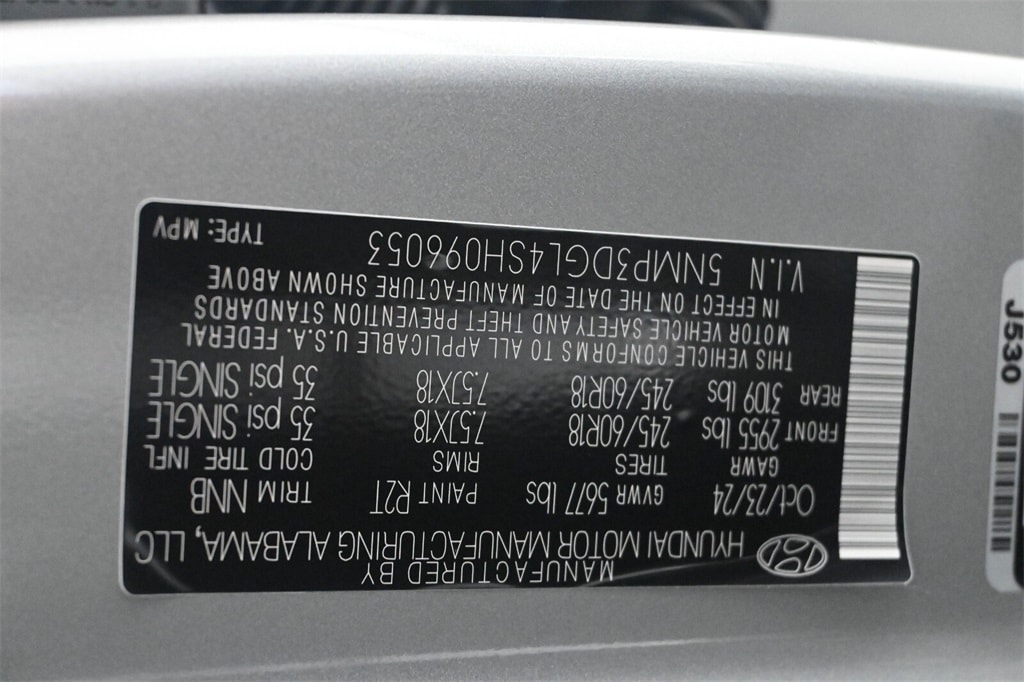 MANUFACTURED BY
HYUNDAI MOTOR MANUFACTURING ALABAMA, LLC
Oct/23/24 GVWR 5677 lbs PAINT R2T TRIM NNB
GAWR TIRES RIMS COLD TIRE INFL
FRONT 2955 lbs 245/60R18 7.5JX18 35 psi SINGLE
REAR 3109 lbs 245/60R18 7.5JX18 35 psi SINGLE
THIS VEHICLE CONFORMS TO ALL APPLICABLE U.S.A. FEDERAL
MOTOR VEHICLE SAFETY AND THEFT PREVENTION STANDARDS
IN EFFECT ON THE DATE OF MANUFACTURE SHOWN ABOVE
V.I.N 5NMP3DGL4SH096053 TYPE: MPV
J530